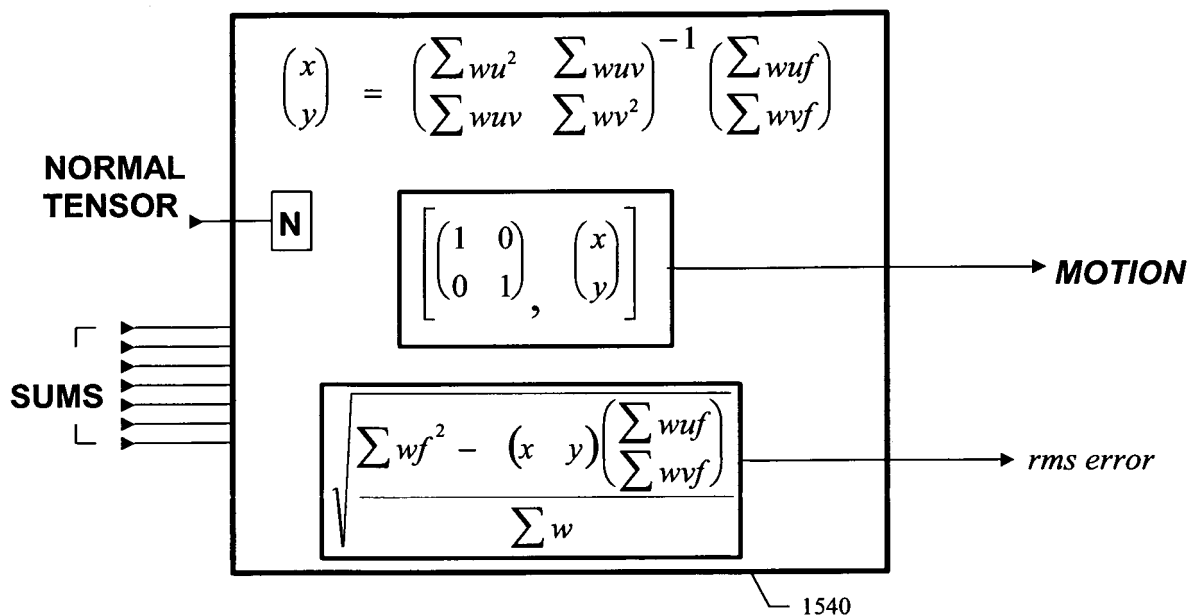 (x y) = (∑wu² ∑wuv ∑wuv ∑wv²)⁻¹ (∑wuf ∑wvf)
NORMAL
TENSOR
N
[(1 0 0 1), (x y)]
MOTION
SUMS
√((∑wf² - (x y)(∑wuf ∑wvf)) / ∑w)
rms error
1540